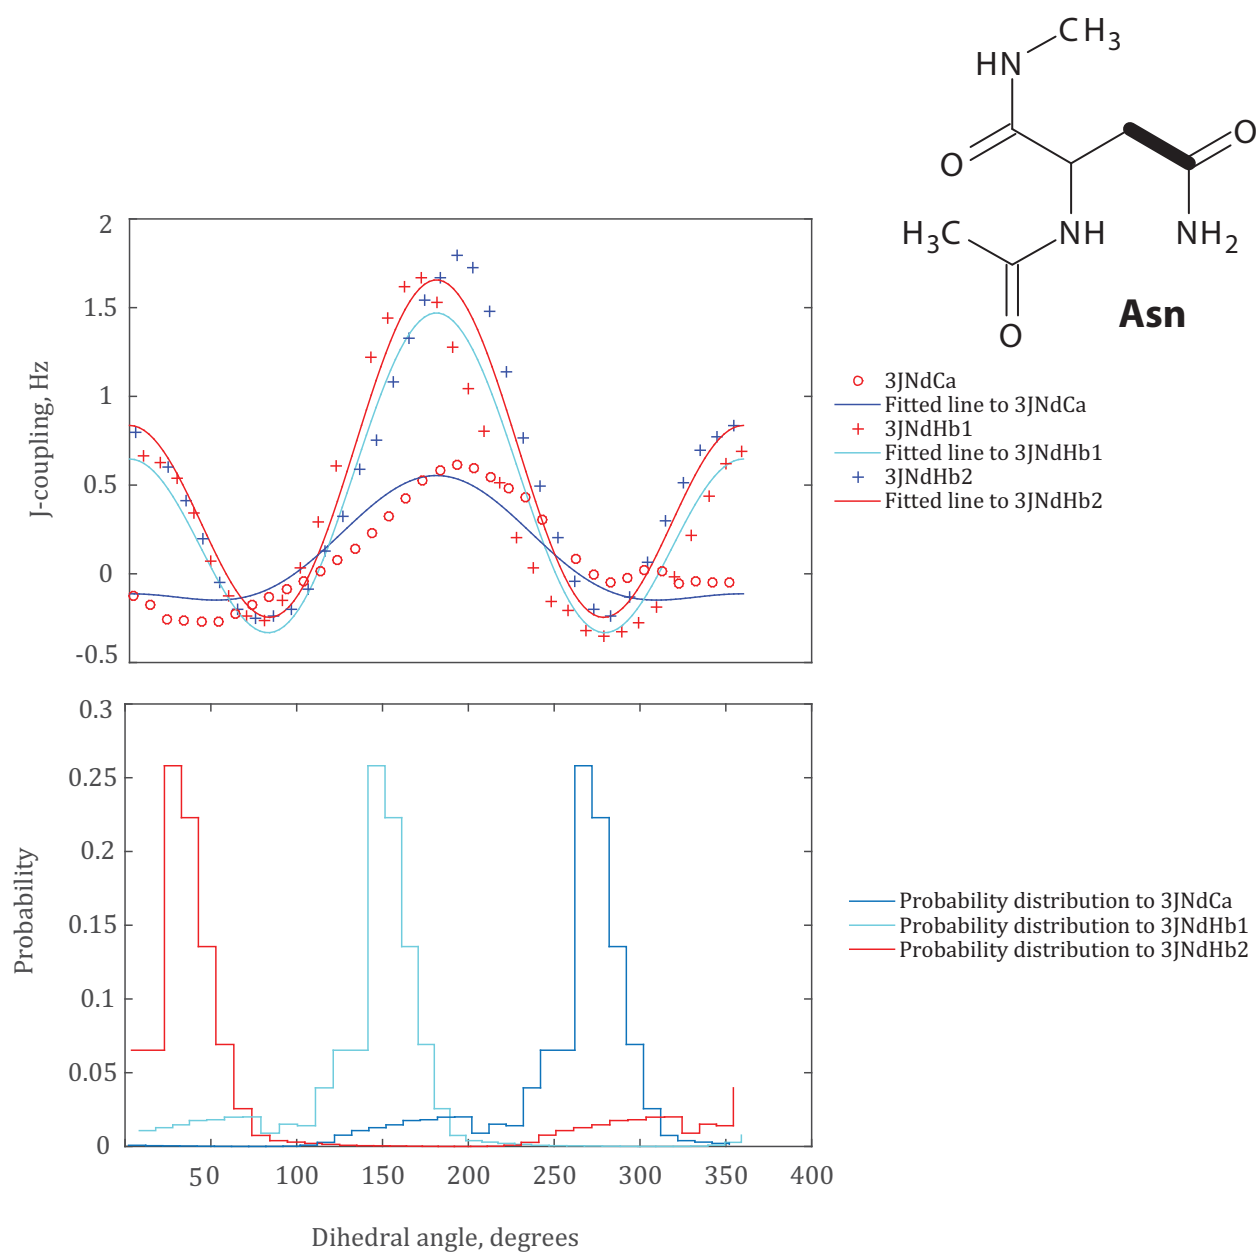 CH3
HN
O
O
H3C
NH
NH2
O
Asn
2
1.5
1
0.5
0
-0.5
J-coupling, Hz
3JNdCa
Fitted line to 3JNdCa
3JNdHb1
Fitted line to 3JNdHb1
3JNdHb2
Fitted line to 3JNdHb2
0.3
0.25
0.2
0.15
0.1
0.05
0
Probability
50 100 150 200 250 300 350 400
Dihedral angle, degrees
Probability distribution to 3JNdCa
Probability distribution to 3JNdHb1
Probability distribution to 3JNdHb2